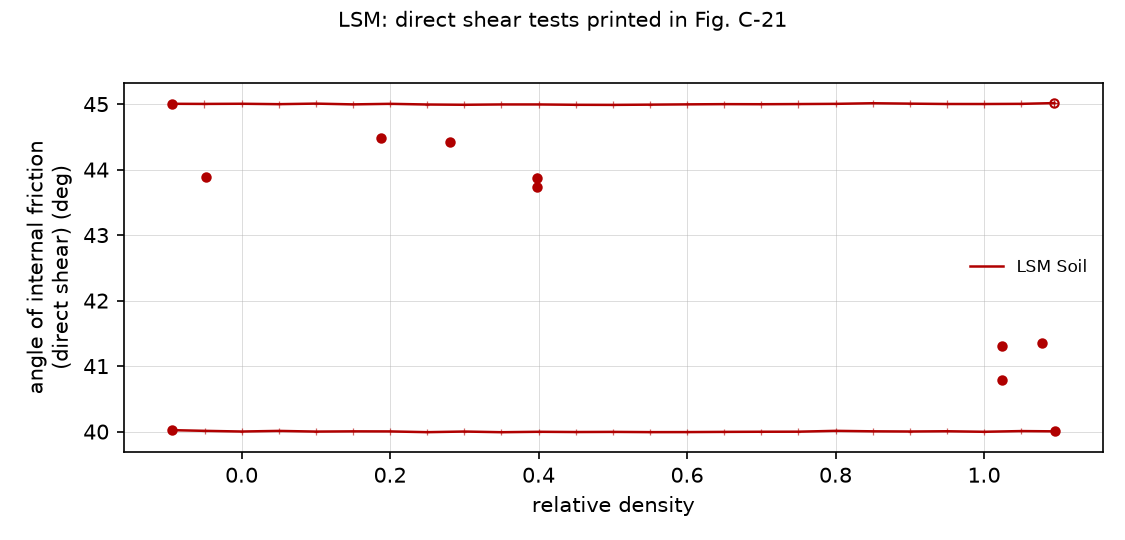 LSM: direct shear tests printed in Fig. C-21
angle of internal friction
(direct shear) (deg)
45
44
43
42
41
40
LSM Soil
0.0
0.2
0.4
0.6
0.8
1.0
relative density